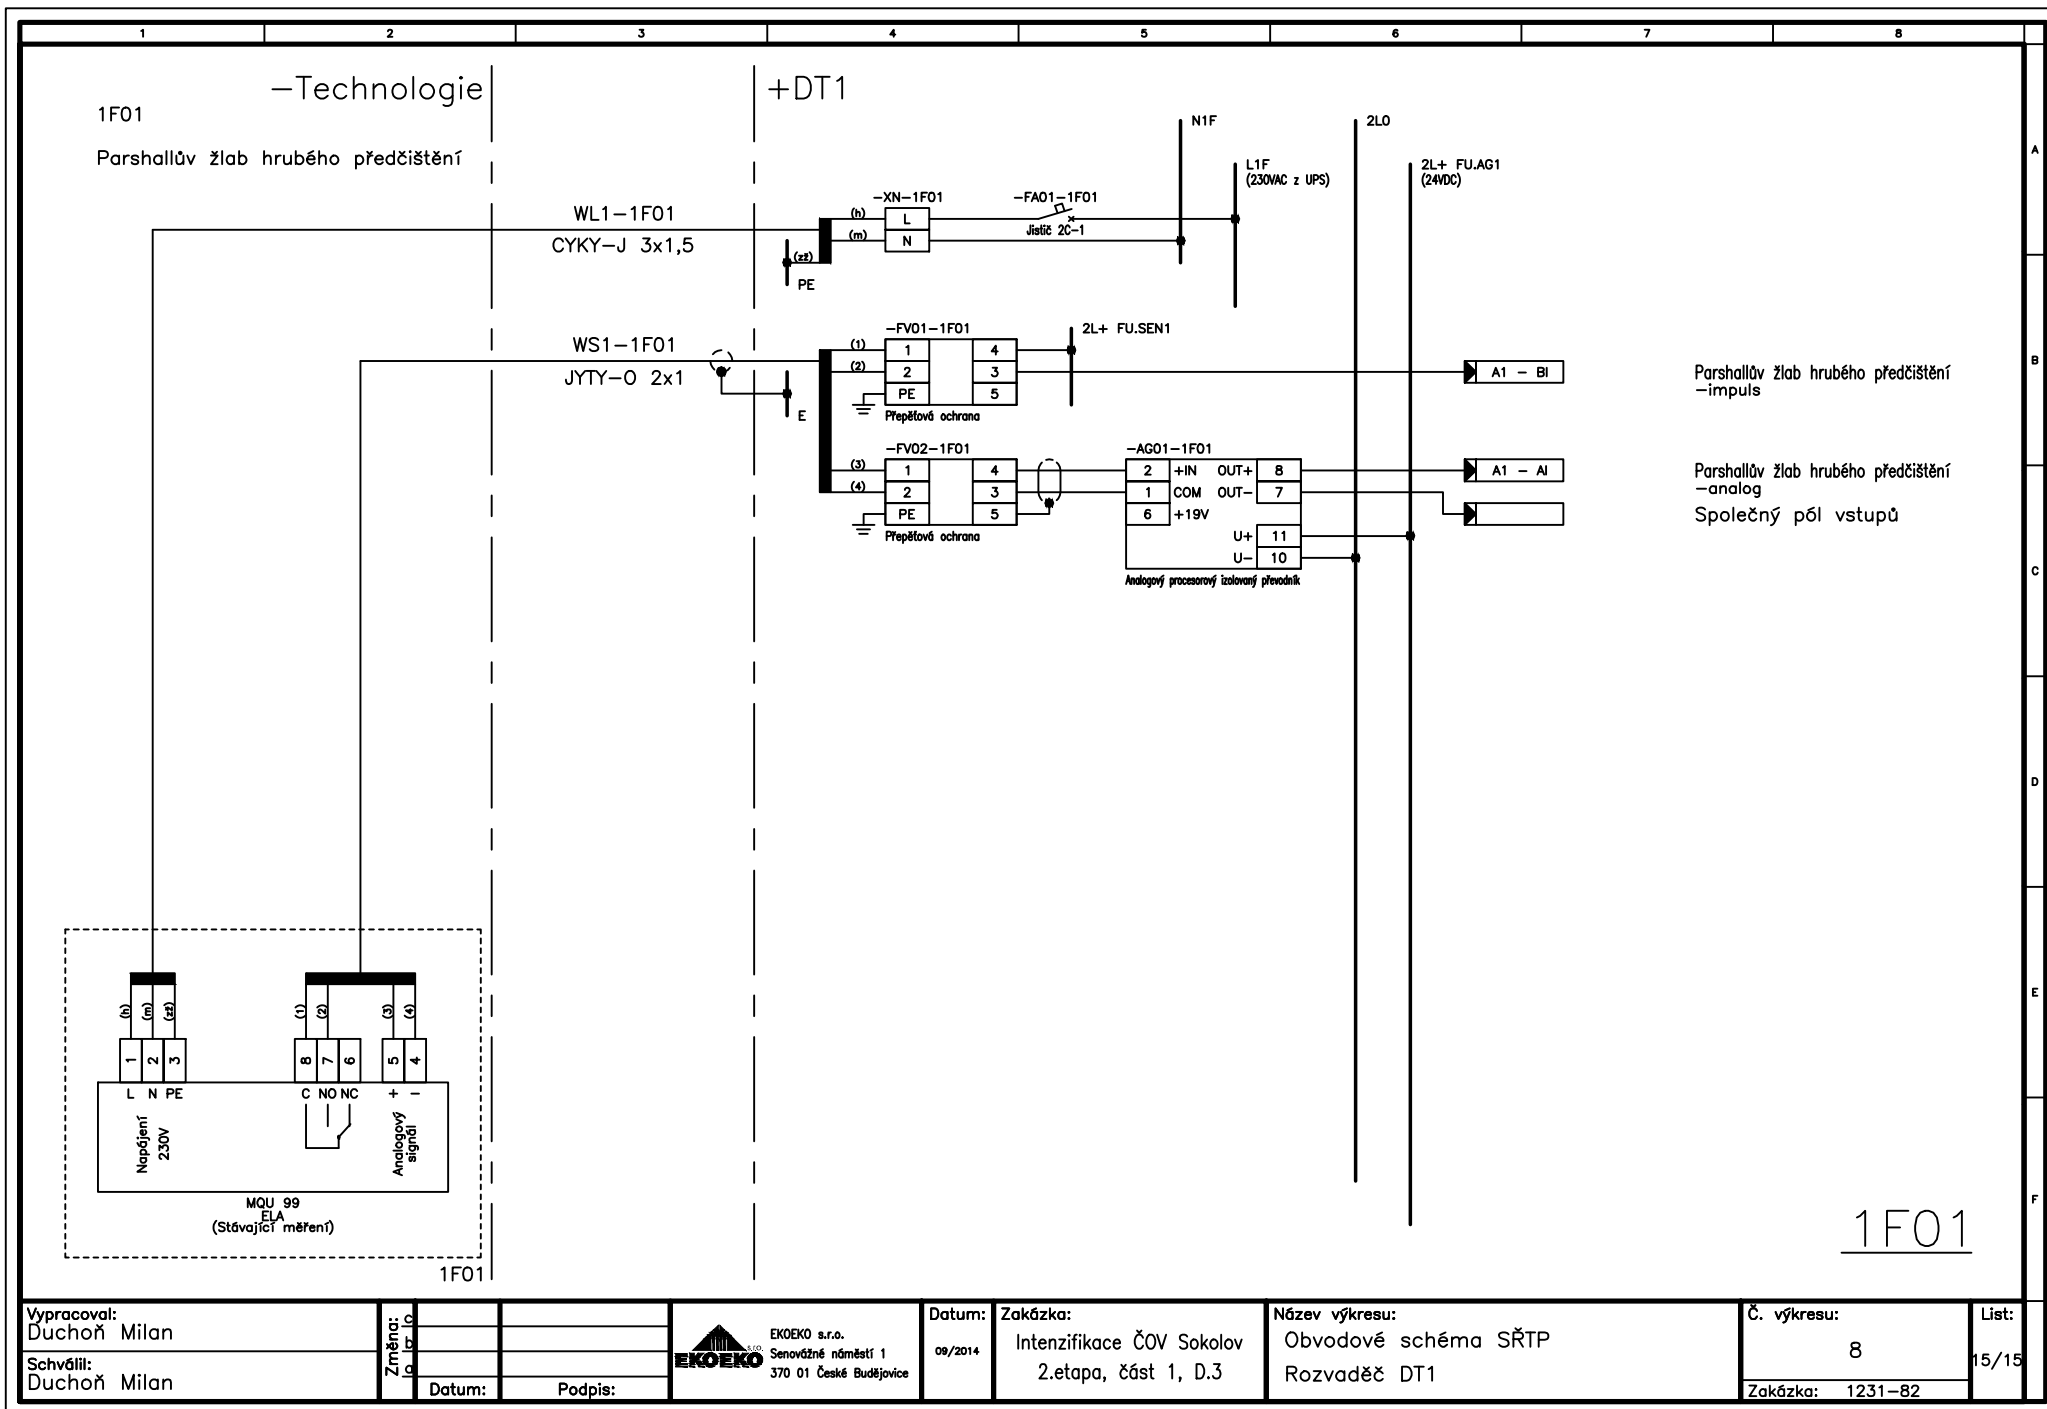 1 2 3 4 5 6 7 8
A
B
C
D
E
F
-Technologie
+DT1
1F01
Parshallův žlab hrubého předčištění
N1F
L1F
(230VAC z UPS)
2L0
2L+ FU.AG1
(24VDC)
WL1-1F01
CYKY-J 3x1,5
-XN-1F01
-FA01-1F01
(h)
L
(m)
N
(zž)
PE
Jistič 2C-1
WS1-1F01
JYTY-O 2x1
E
-FV01-1F01
2L+ FU.SEN1
(1) 1 4
(2) 2 3
PE 5
Přepěťová ochrana
A1 - BI
Parshallův žlab hrubého předčištění
-impuls
-FV02-1F01
(3) 1 4
(4) 2 3
PE 5
Přepěťová ochrana
-AG01-1F01
2 +IN OUT+ 8
1 COM OUT- 7
6 +19V
U+ 11
U- 10
Analogový procesorový izolovaný převodník
A1 - AI
Parshallův žlab hrubého předčištění
-analog
Společný pól vstupů
(h) (m) (zž) (1) (2) (3) (4)
1 2 3 8 7 6 5 4
L N PE C NO NC + -
Napájení
230V
Analogový
signál
MQU 99
ELA
(Stávající měření)
1F01
1F01
Vypracoval:
Duchoň Milan
Schválil:
Duchoň Milan
Změna:
c
b
a
Datum:
Podpis:
EKOEKO s.r.o.
EKOEKO s.r.o.
Senovážné náměstí 1
370 01 České Budějovice
Datum:
09/2014
Zakázka:
Intenzifikace ČOV Sokolov
2.etapa, část 1, D.3
Název výkresu:
Obvodové schéma SŘTP
Rozvaděč DT1
Č. výkresu:
8
Zakázka: 1231-82
List:
15/15